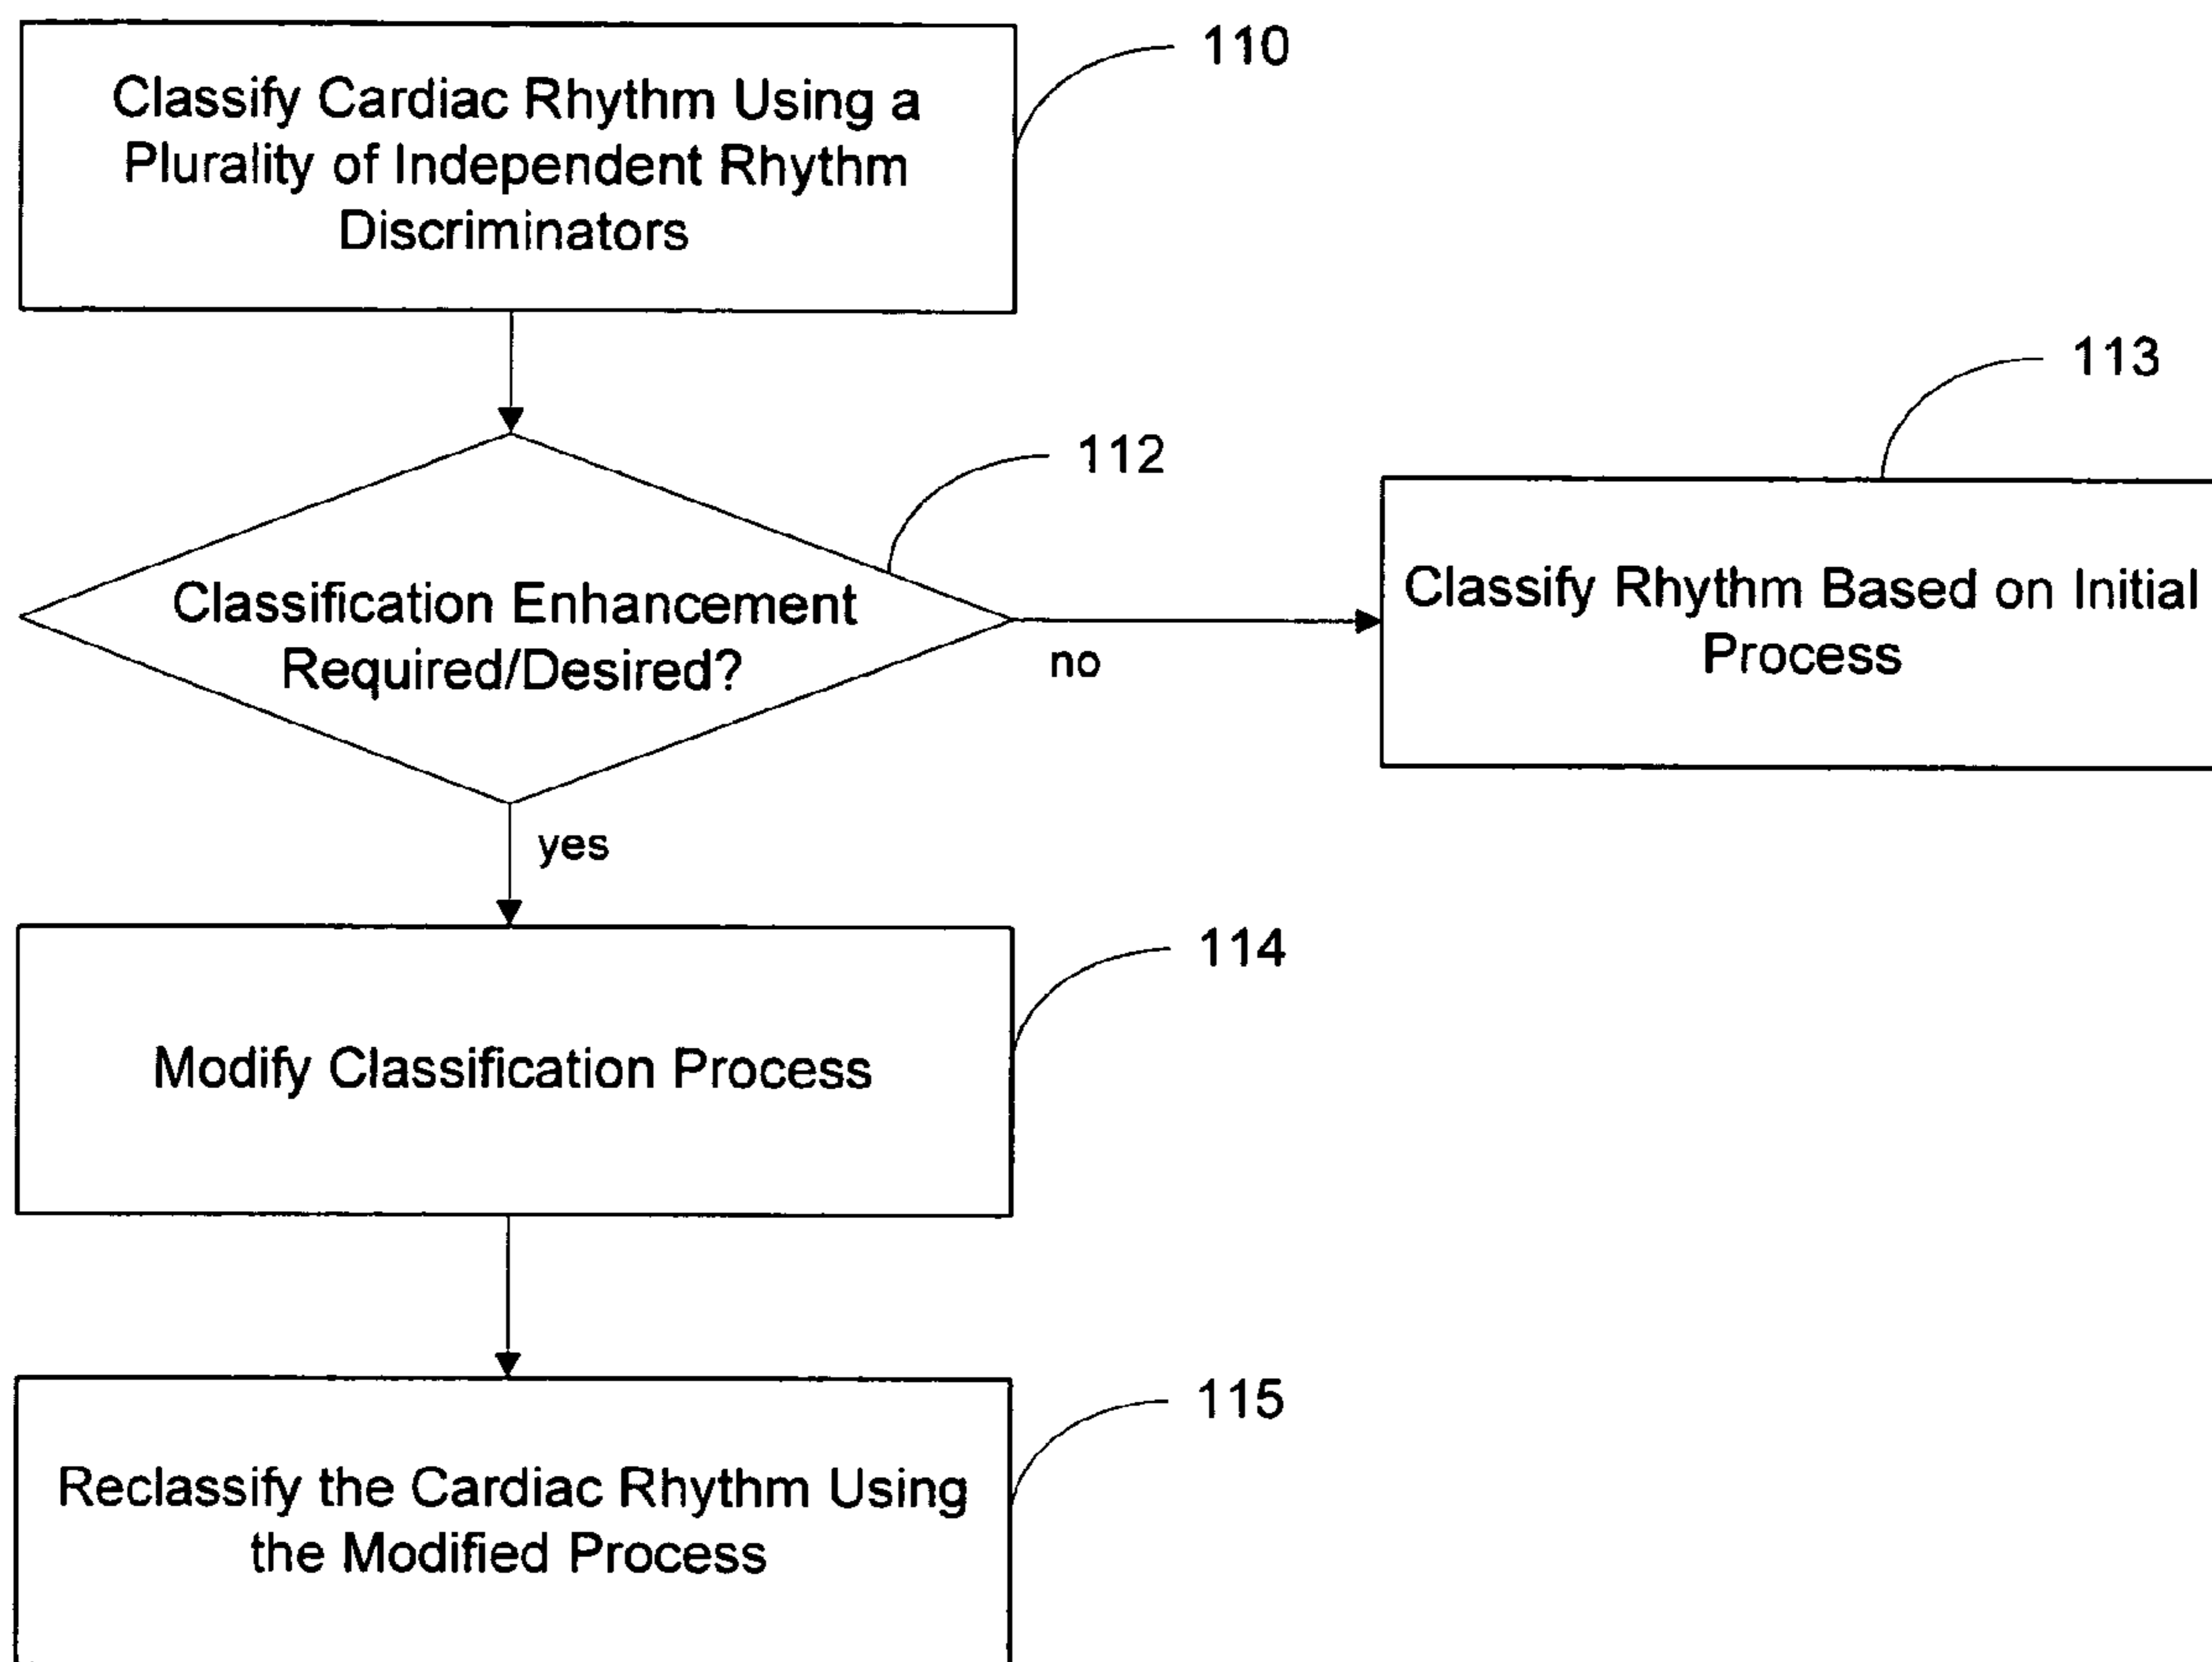 110
Classify Cardiac Rhythm Using a
Plurality of Independent Rhythm
Discriminators
113
112
Classification Enhancement
Required/Desired?
no
Classify Rhythm Based on Initial
Process
yes
114
Modify Classification Process
115
Reclassify the Cardiac Rhythm Using
the Modified Process